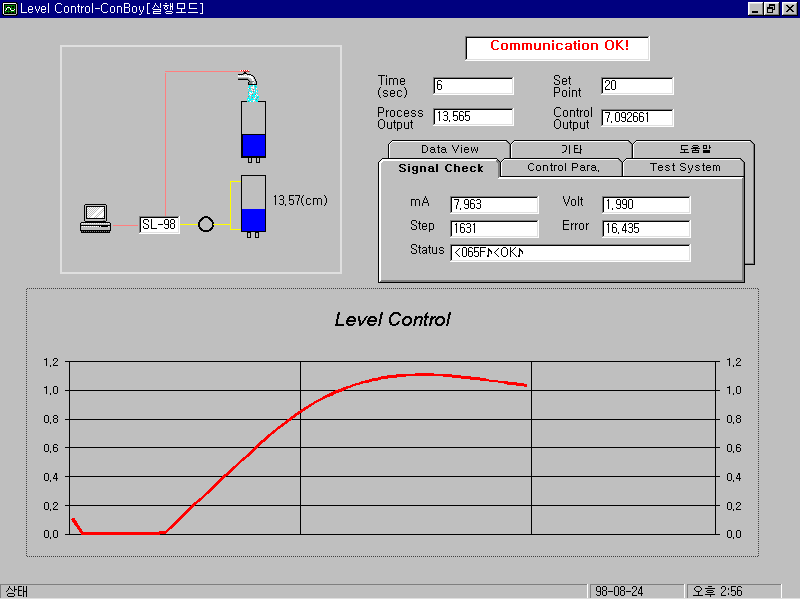 Level Control-ConBoy[실행모드]
Communication OK!
Time (sec) 6 Set Point 20
Process Output 13,565 Control Output 7,092661
Data View 기타 도움말
Signal Check Control Para, Test System
mA 7,963 Volt 1,990
Step 1631 Error 16,435
Status <065F♪<OK♪
13,57(cm)
SL-98
Level Control
1,2 1,2
1,0 1,0
0,8 0,8
0,6 0,6
0,4 0,4
0,2 0,2
0,0 0,0
상태 98-08-24 오후 2:56